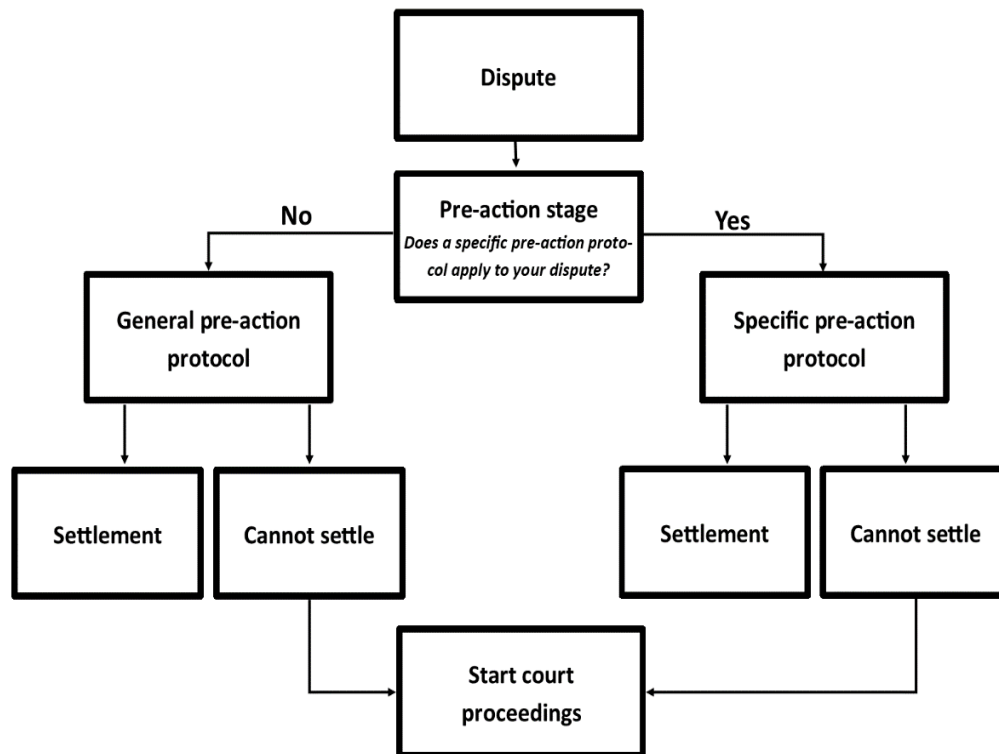 Dispute
Pre-action stage
No
Yes
Does a specific pre-action proto-
col apply to your dispute?
General pre-action
protocol
Specific pre-action
protocol
Settlement
Cannot settle
Settlement
Cannot settle
Start court
proceedings